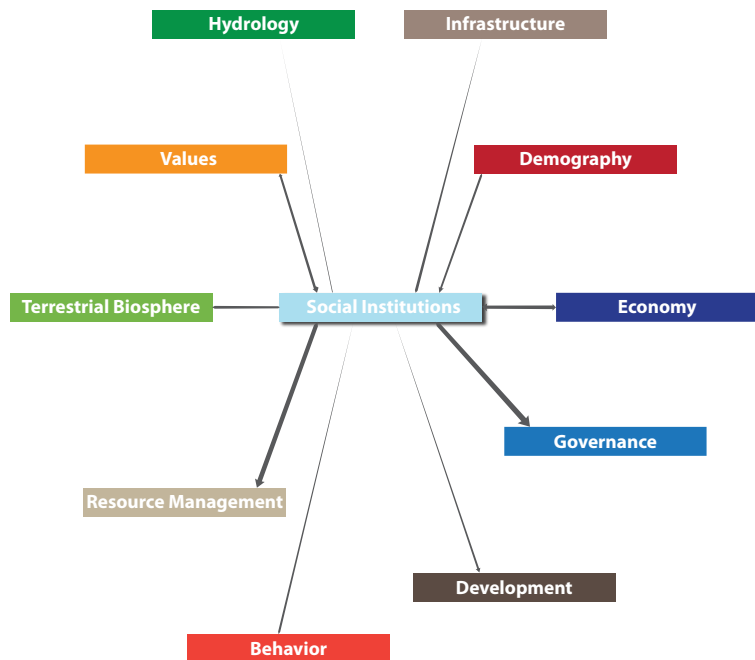 Hydrology
Infrastructure
Values
Demography
Terrestrial Biosphere
Social Institutions
Economy
Governance
Resource Management
Development
Behavior